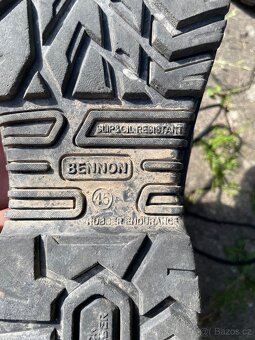 SLIP&OIL RESISTANT
BENNON
45
RUBBER ENDURANCE
© Bazos.cz